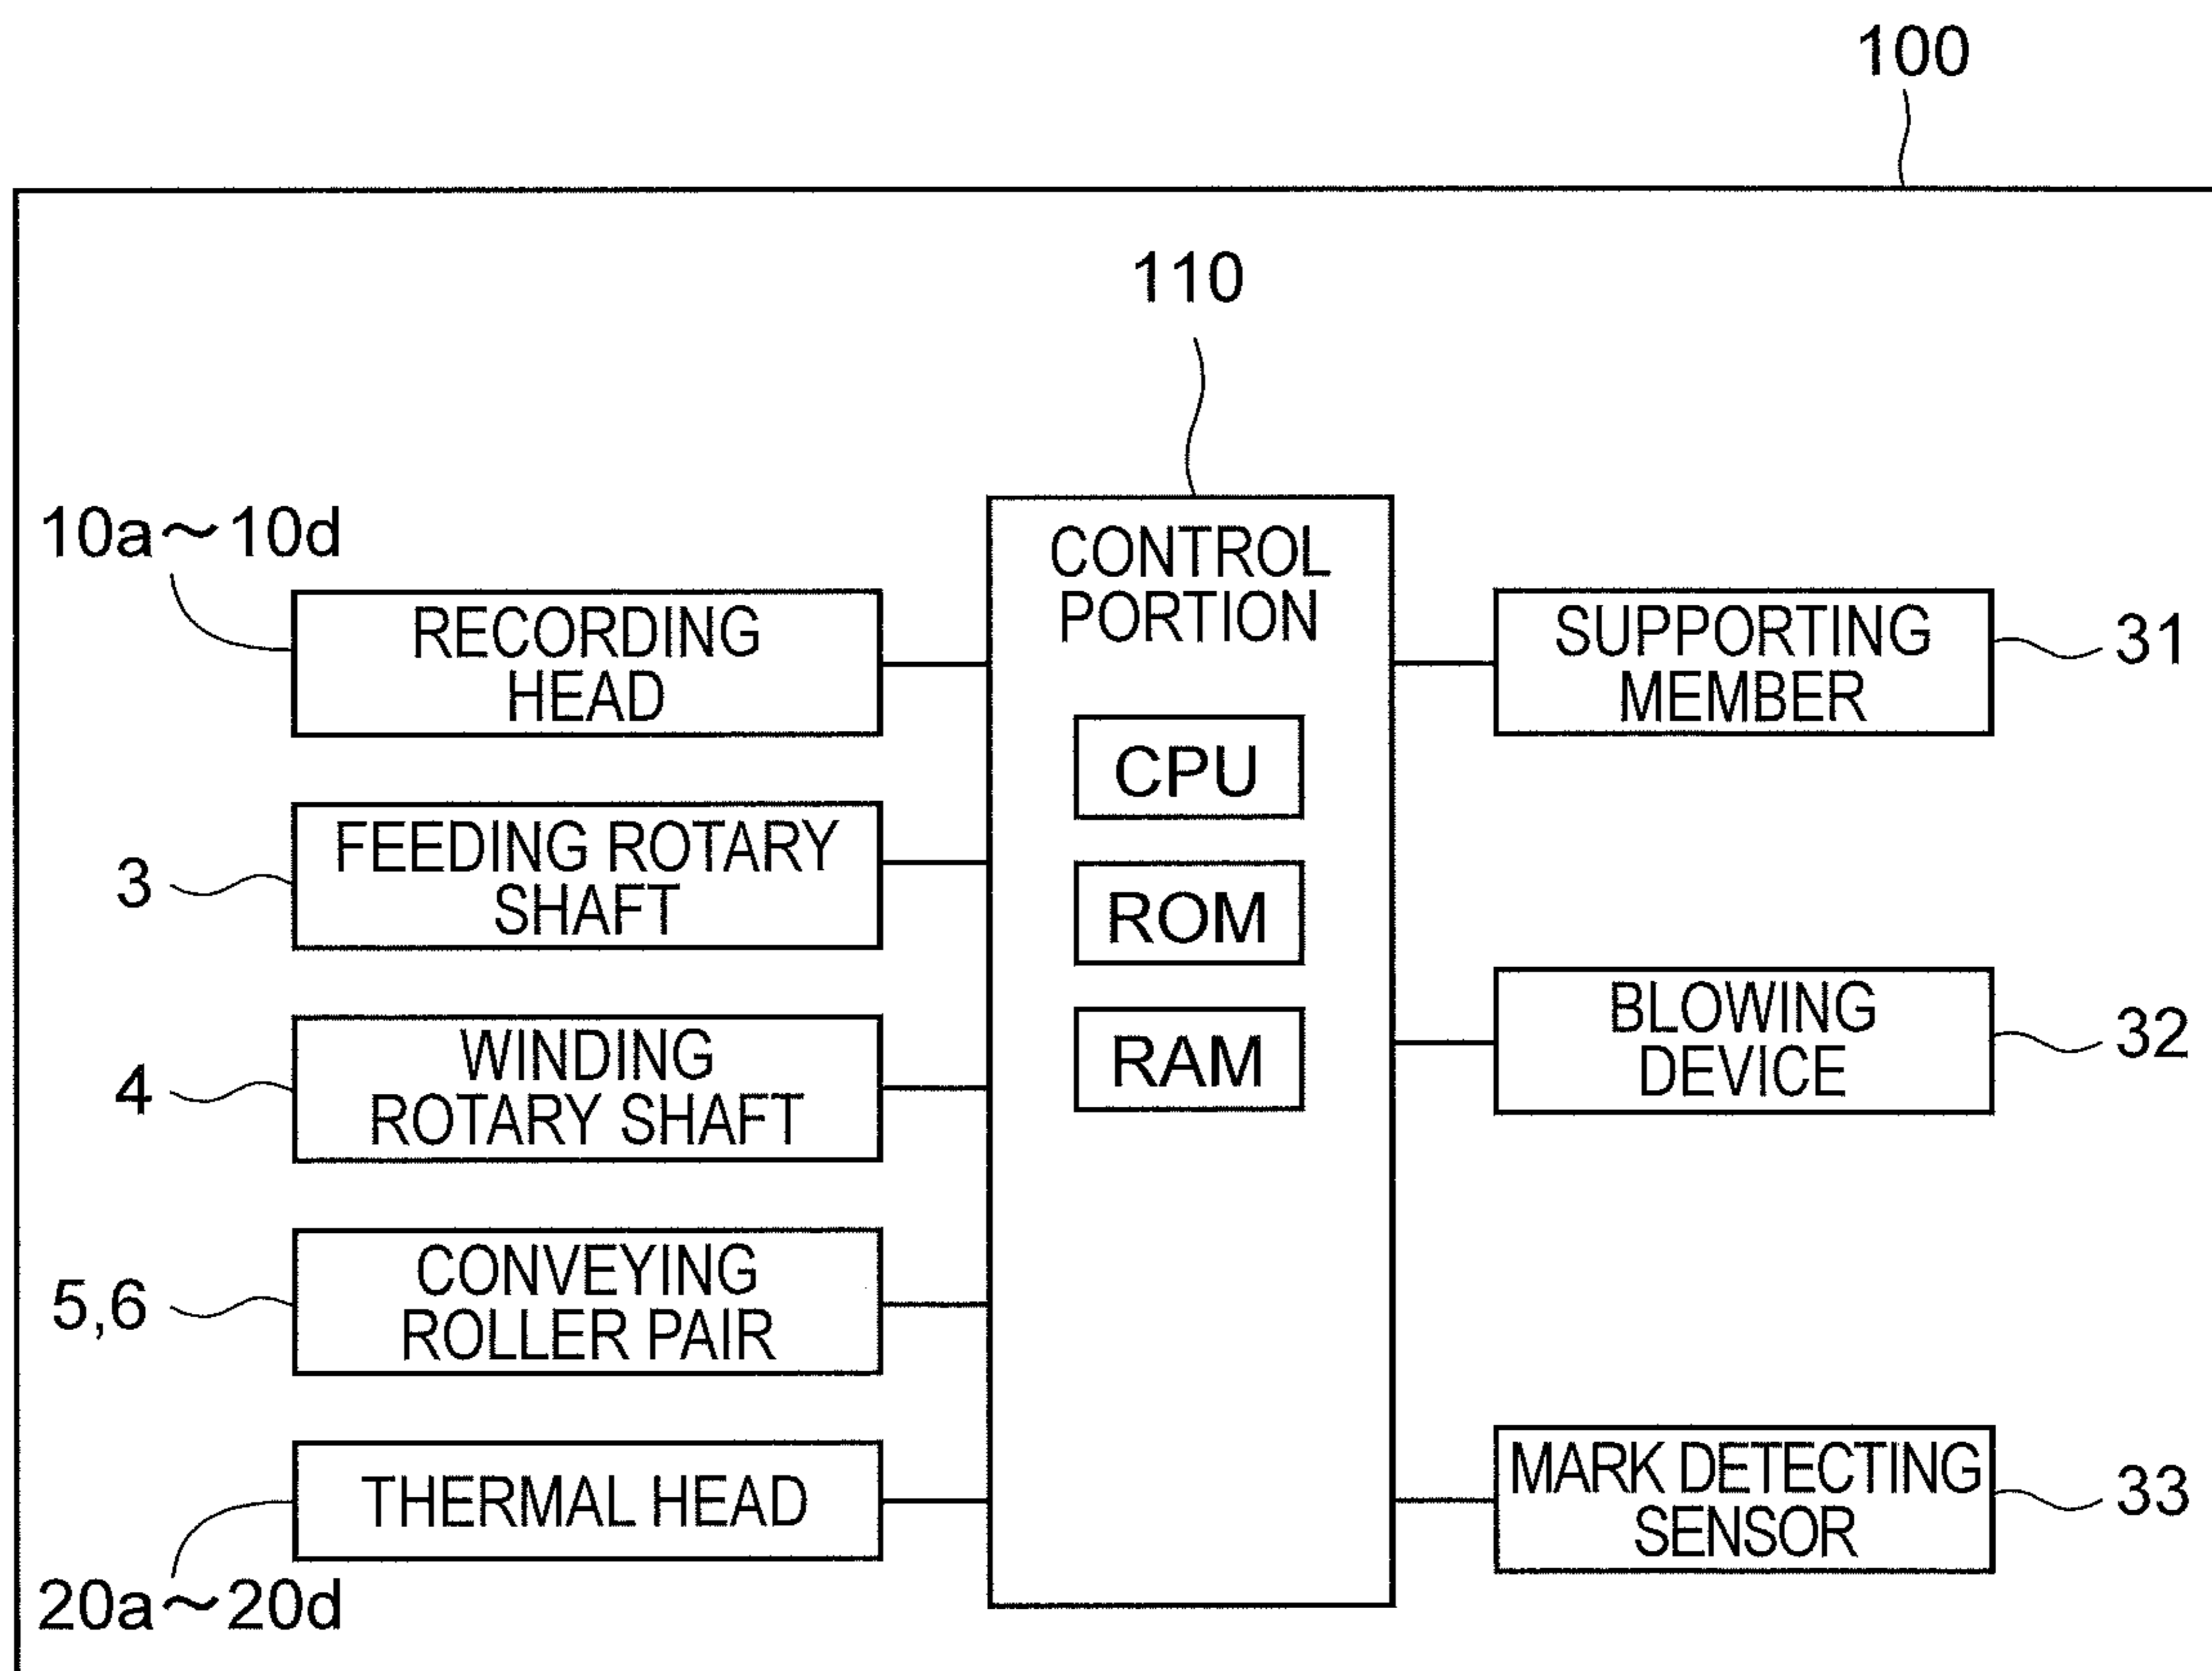 100
110
10a～10d
RECORDING
HEAD
3
FEEDING ROTARY
SHAFT
4
WINDING
ROTARY SHAFT
5,6
CONVEYING
ROLLER PAIR
THERMAL HEAD
20a～20d
CONTROL
PORTION
CPU
ROM
RAM
SUPPORTING
MEMBER
31
BLOWING
DEVICE
32
MARK DETECTING
SENSOR
33